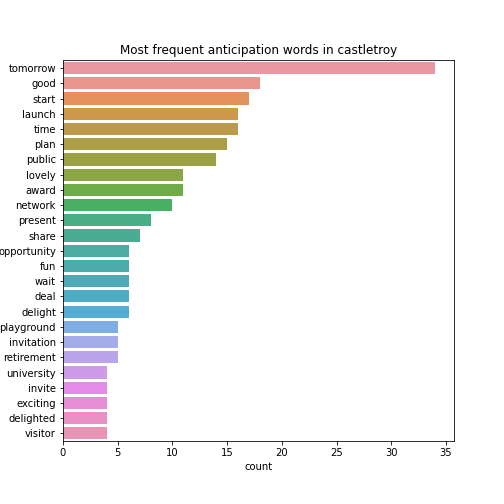 Most frequent anticipation words in castletroy
tomorrow
good
start
launch
time
plan
public
lovely
award
network
present
share
opportunity
fun
wait
deal
delight
playground
invitation
retirement
university
invite
exciting
delighted
visitor
0 5 10 15 20 25 30 35
count